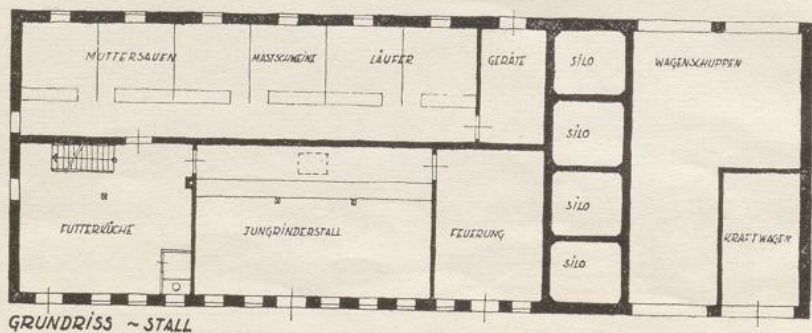 MUTTERSAUEN
MASTSCHWEINE
LÄUFER
GERÄTE
SILO
WAGENSCHUPPEN
SILO
SILO
SILO
FUTTERKÜCHE
JUNGRINDERSTALL
FEUERUNG
KRAFTWAGEN
GRUNDRISS ~ STALL